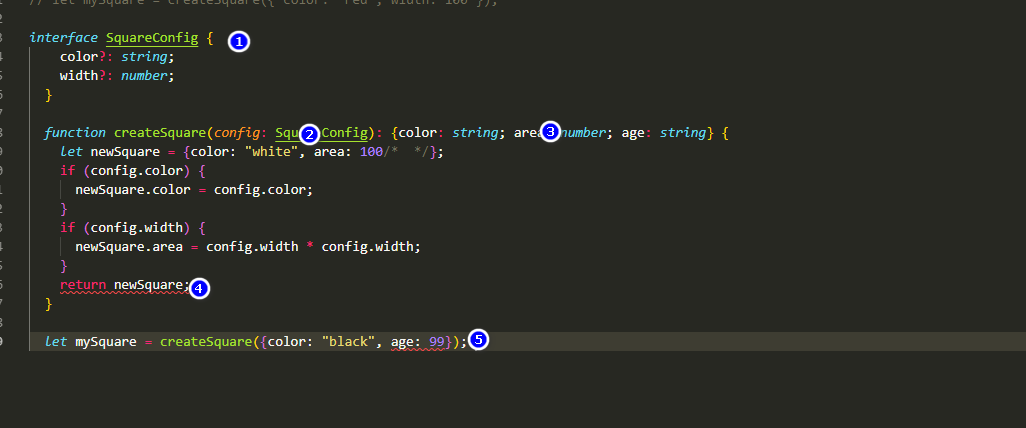 // let mySquare = createSquare({ color: "red", width: 100 });
interface SquareConfig { 1
color?: string;
width?: number;
}
function createSquare(config: Squ 2 Config): {color: string; area 3 number; age: string} {
let newSquare = {color: "white", area: 100/*  */};
if (config.color) {
newSquare.color = config.color;
}
if (config.width) {
newSquare.area = config.width * config.width;
}
return newSquare; 4
}
let mySquare = createSquare({color: "black", age: 99}); 5